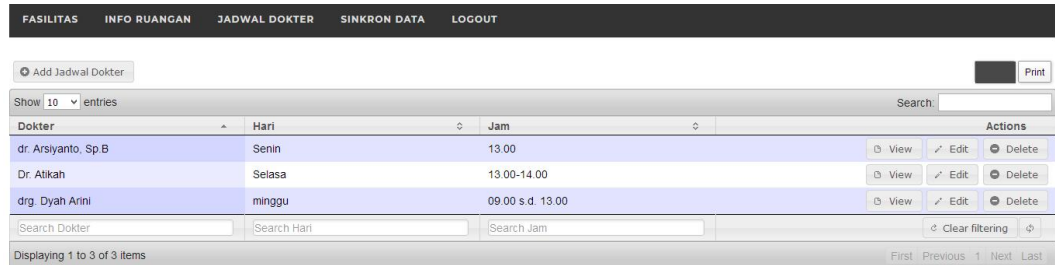 FASILITAS INFO RUANGAN JADWAL DOKTER SINKRON DATA LOGOUT
Add Jadwal Dokter Print
Show 10 entries Search:
Dokter Hari Jam Actions
dr. Arsiyanto, Sp.B Senin 13.00 View Edit Delete
Dr. Atikah Selasa 13.00-14.00 View Edit Delete
drg. Dyah Arini minggu 09.00 s.d. 13.00 View Edit Delete
Search Dokter Search Hari Search Jam Clear filtering
Displaying 1 to 3 of 3 items First Previous 1 Next Last